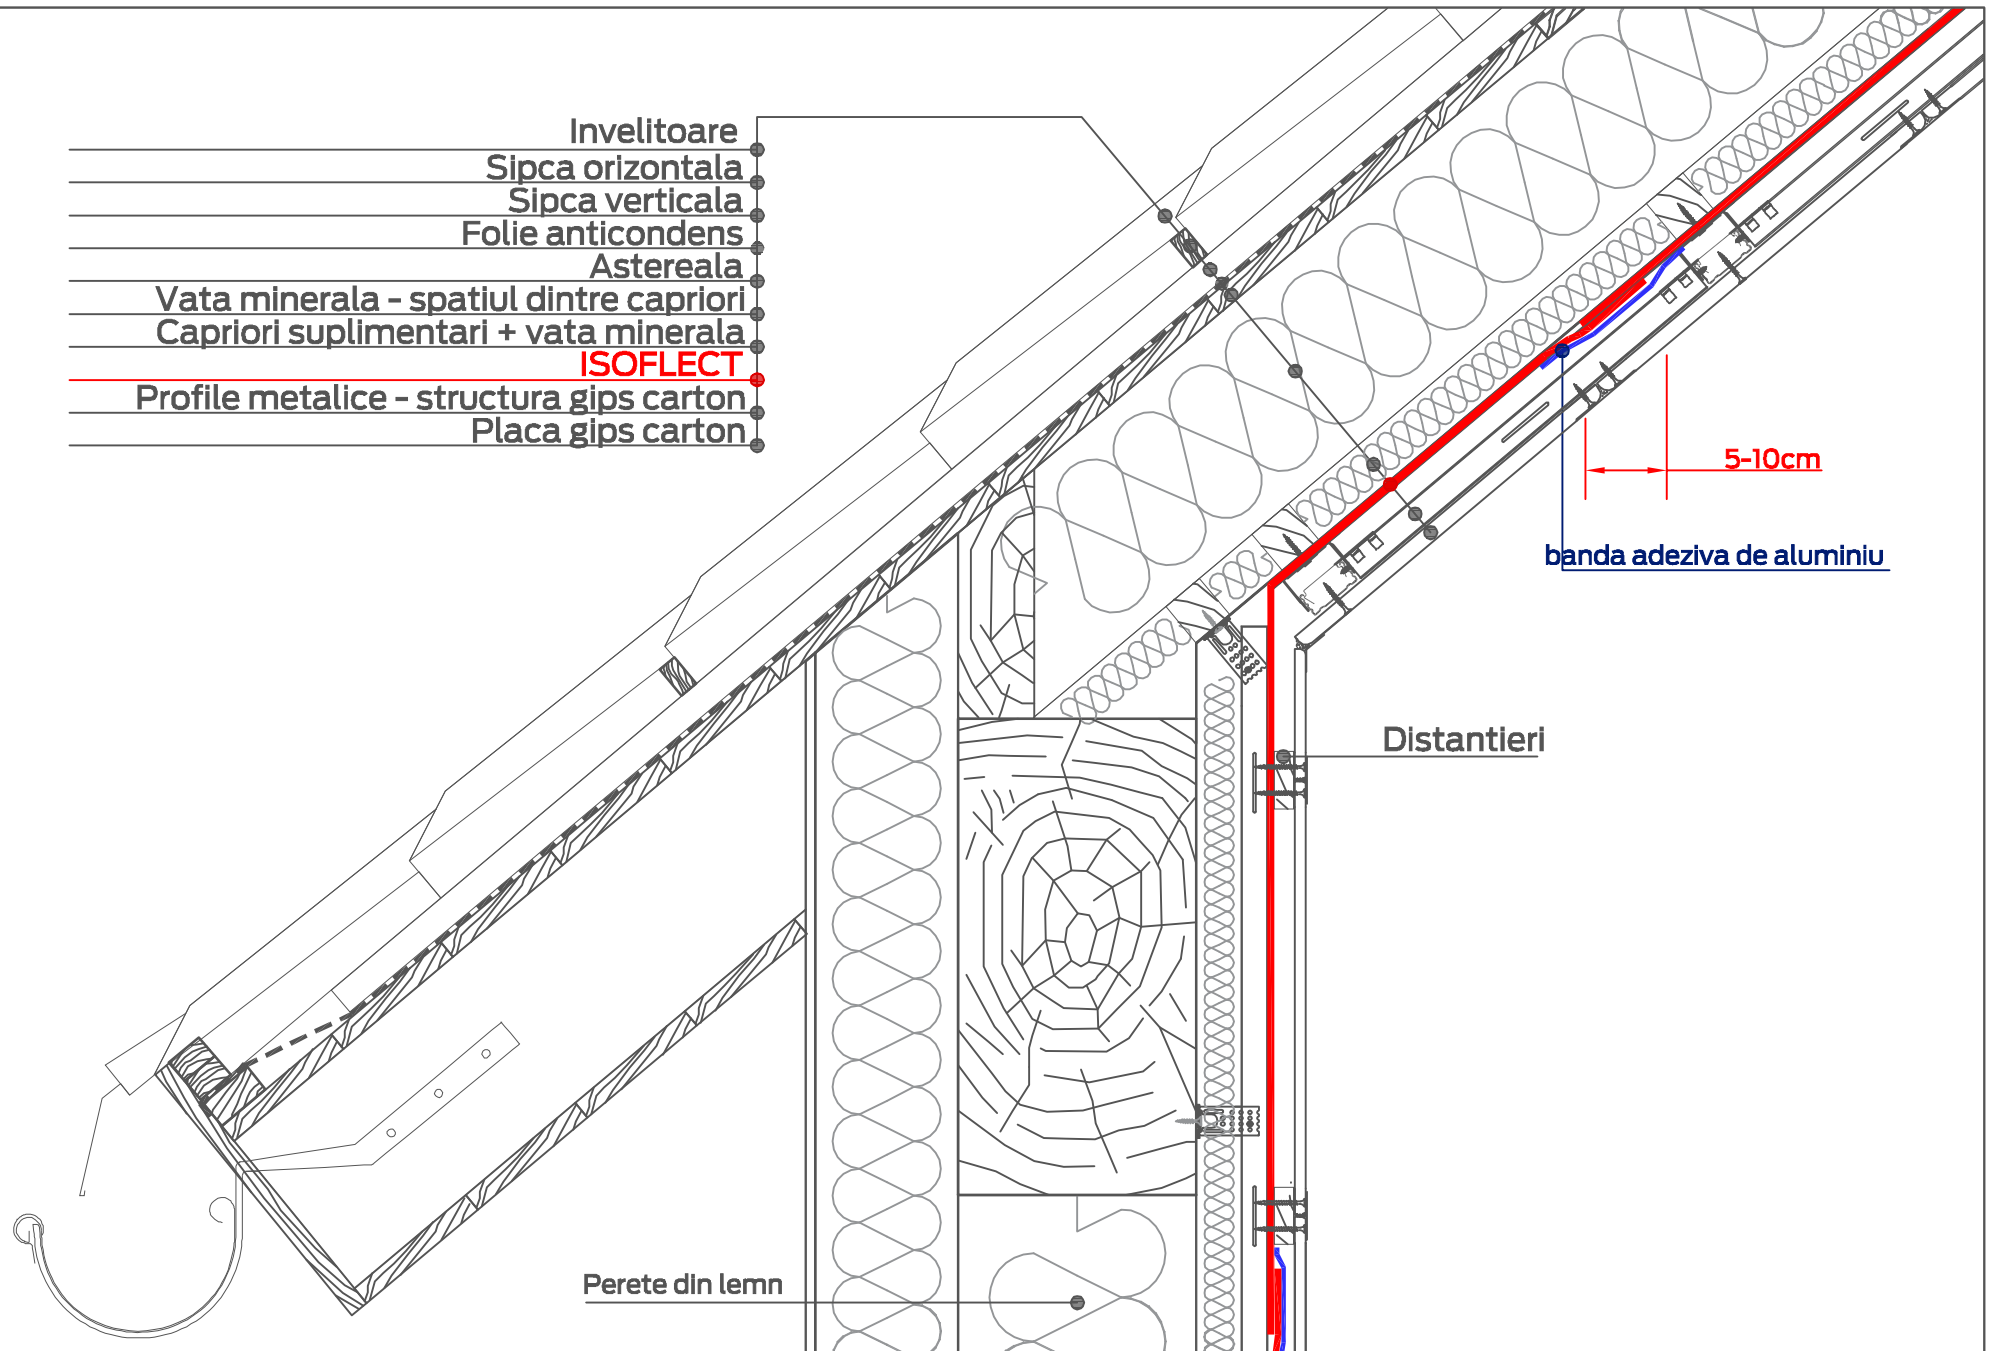 Invelitoare
Sipca orizontala
Sipca verticala
Folie anticondens
Astereala
Vata minerala - spatiul dintre capriori
Capriori suplimentari + vata minerala
ISOFLECT
Profile metalice - structura gips carton
Placa gips carton
5-10cm
banda adeziva de aluminiu
Distantieri
Perete din lemn